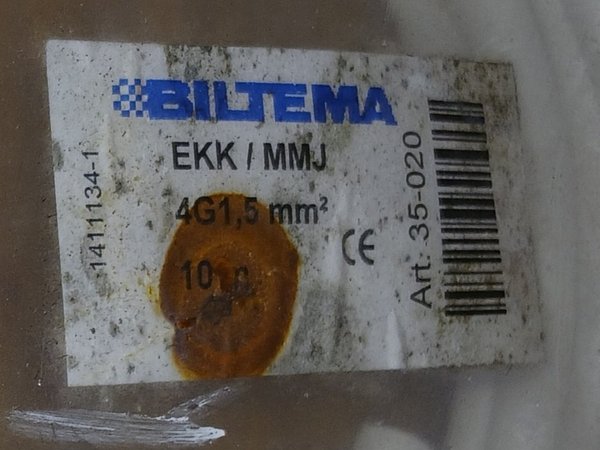 BILTEMA
EKK / MMJ
4G1,5 mm²
10
CE
1411134-1
Art. 35-020